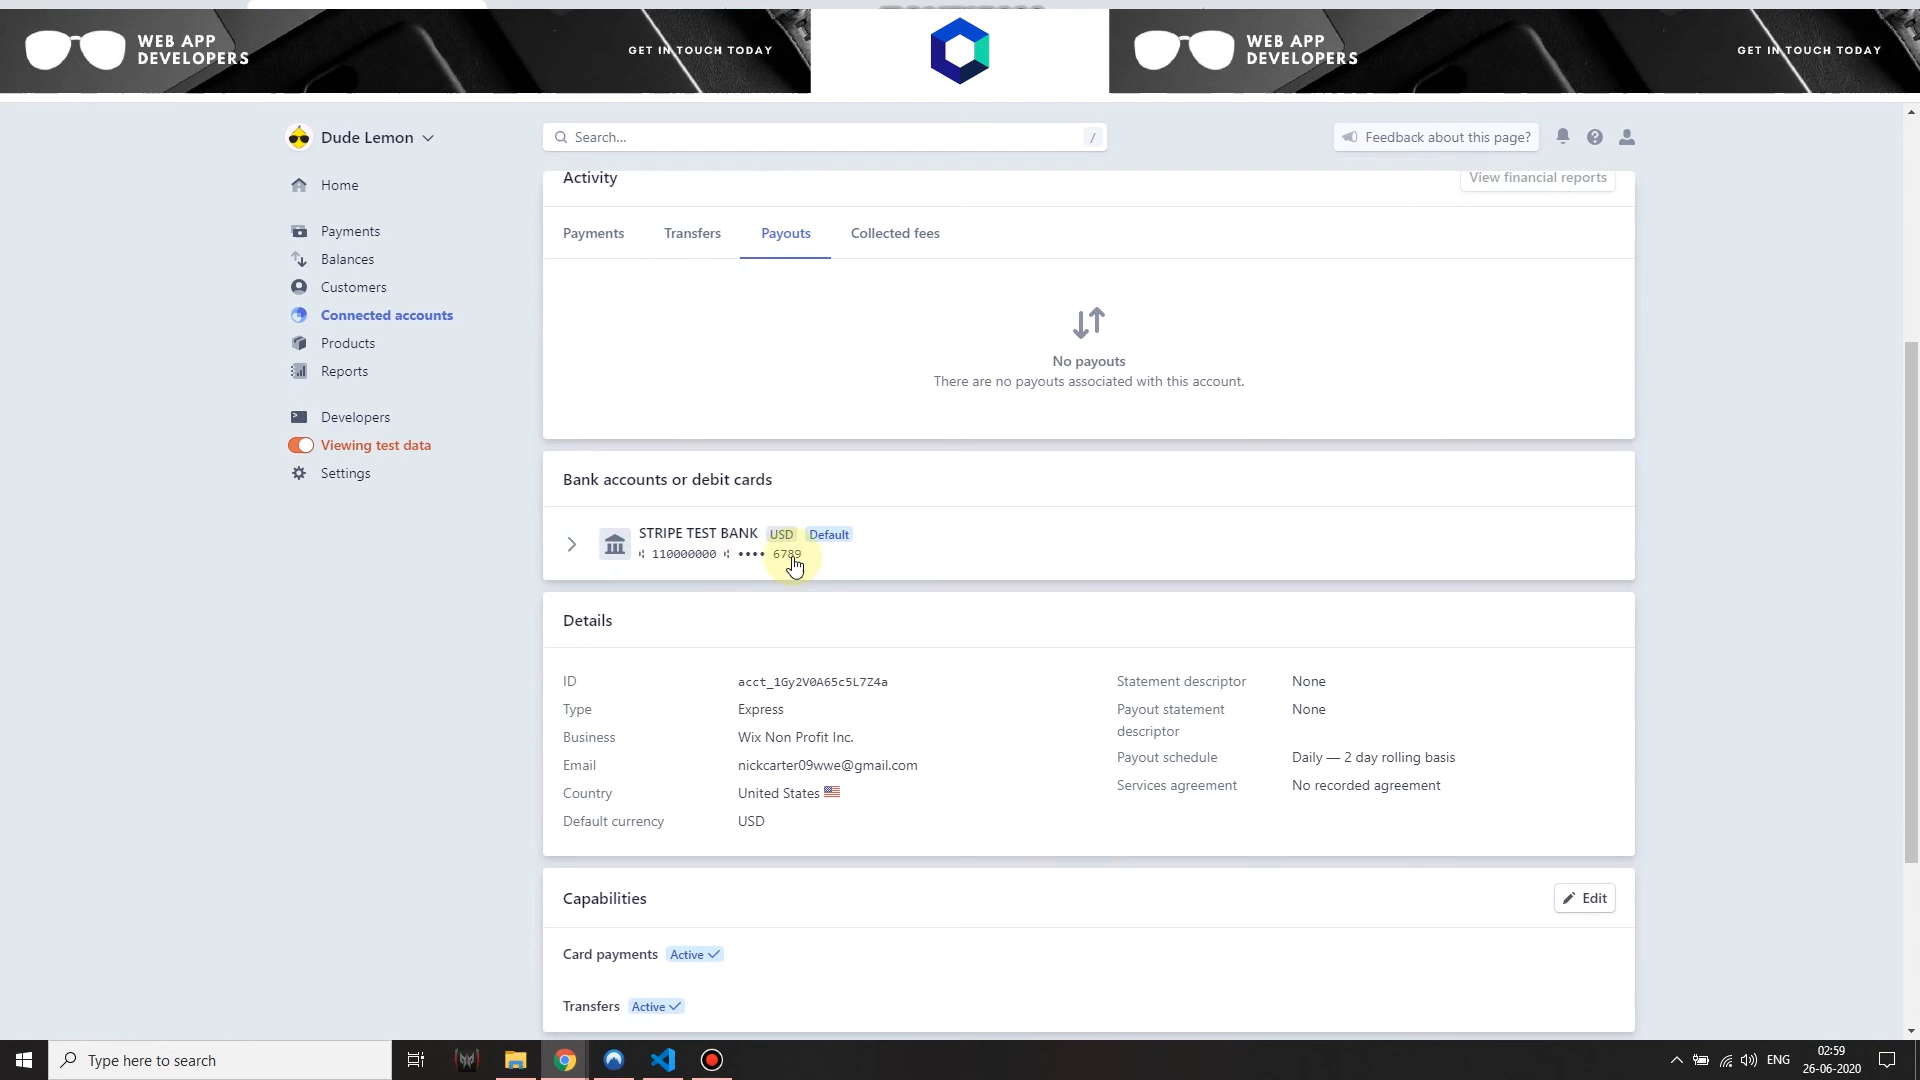 WEB APP
DEVELOPERS
GET IN TOUCH TODAY
WEB APP
DEVELOPERS
GET IN TOUCH TODAY
Dude Lemon
Search...
/
Feedback about this page?
Home
Payments
Balances
Customers
Connected accounts
Products
Reports
Developers
Viewing test data
Settings
Activity
View financial reports
Payments
Transfers
Payouts
Collected fees
No payouts
There are no payouts associated with this account.
Bank accounts or debit cards
STRIPE TEST BANK USD Default
⑆ 110000000 ⑆ •••• 6789
Details
ID acct_1Gy2V0A65c5L7Z4a
Type Express
Business Wix Non Profit Inc.
Email nickcarter09wwe@gmail.com
Country United States
Default currency USD
Statement descriptor None
Payout statement descriptor None
Payout schedule Daily — 2 day rolling basis
Services agreement No recorded agreement
Capabilities
Edit
Card payments Active
Transfers Active
Type here to search
ENG
02:59
26-06-2020